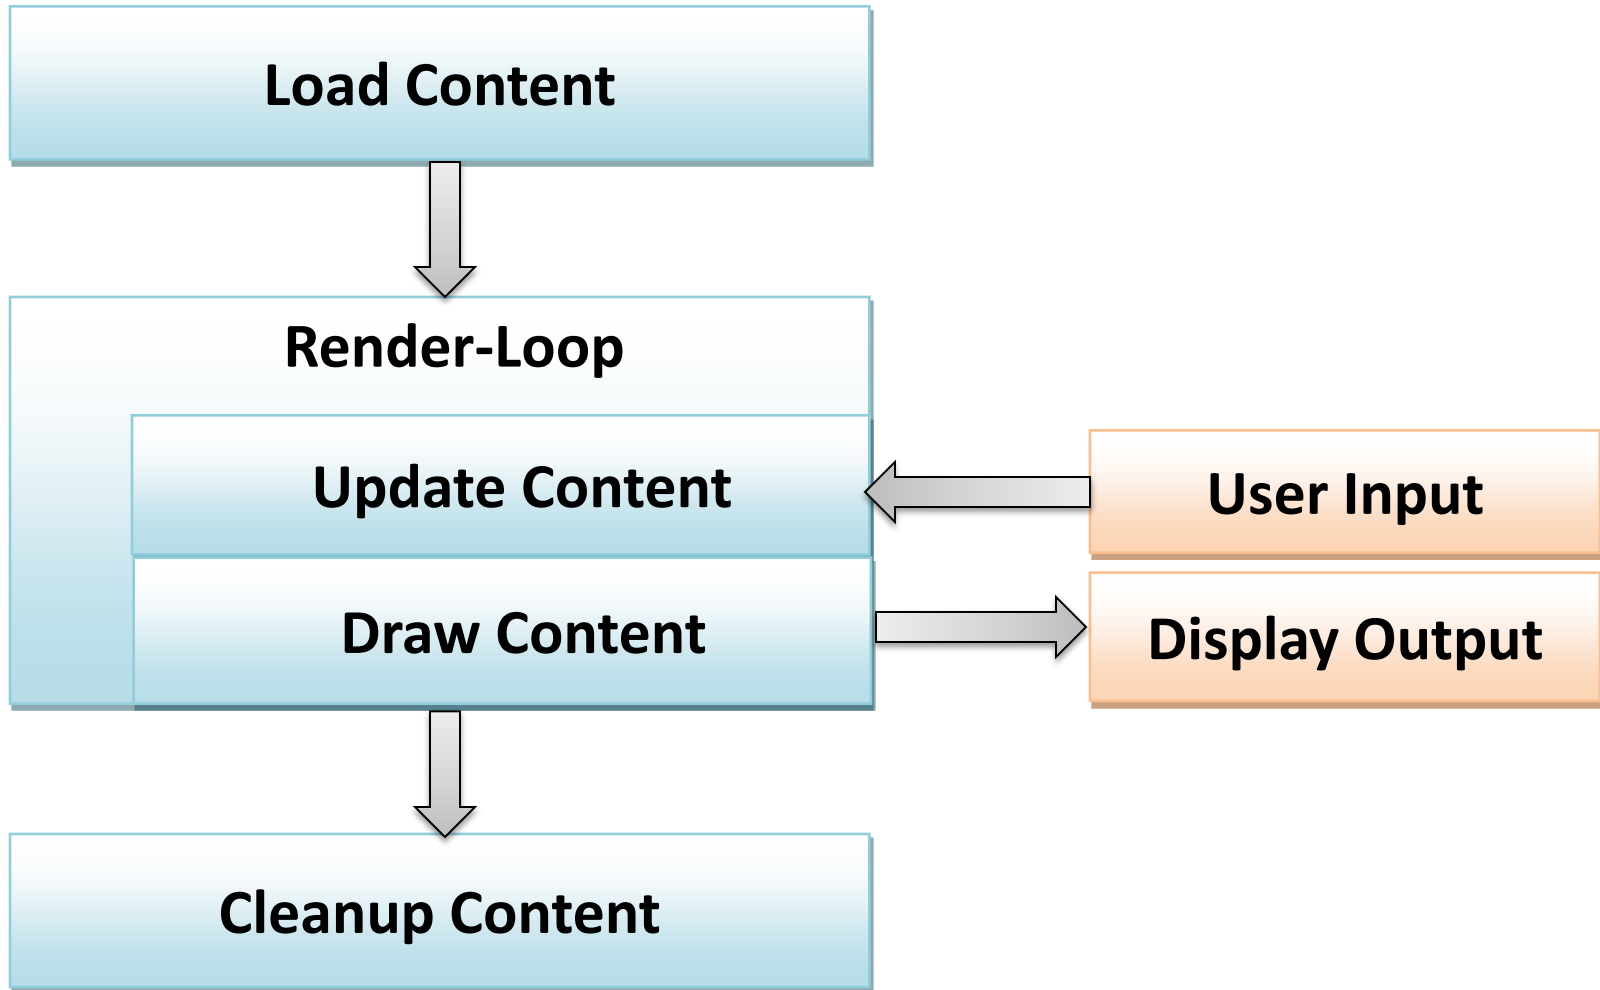 Load Content
Render-Loop
Update Content
User Input
Draw Content
Display Output
Cleanup Content